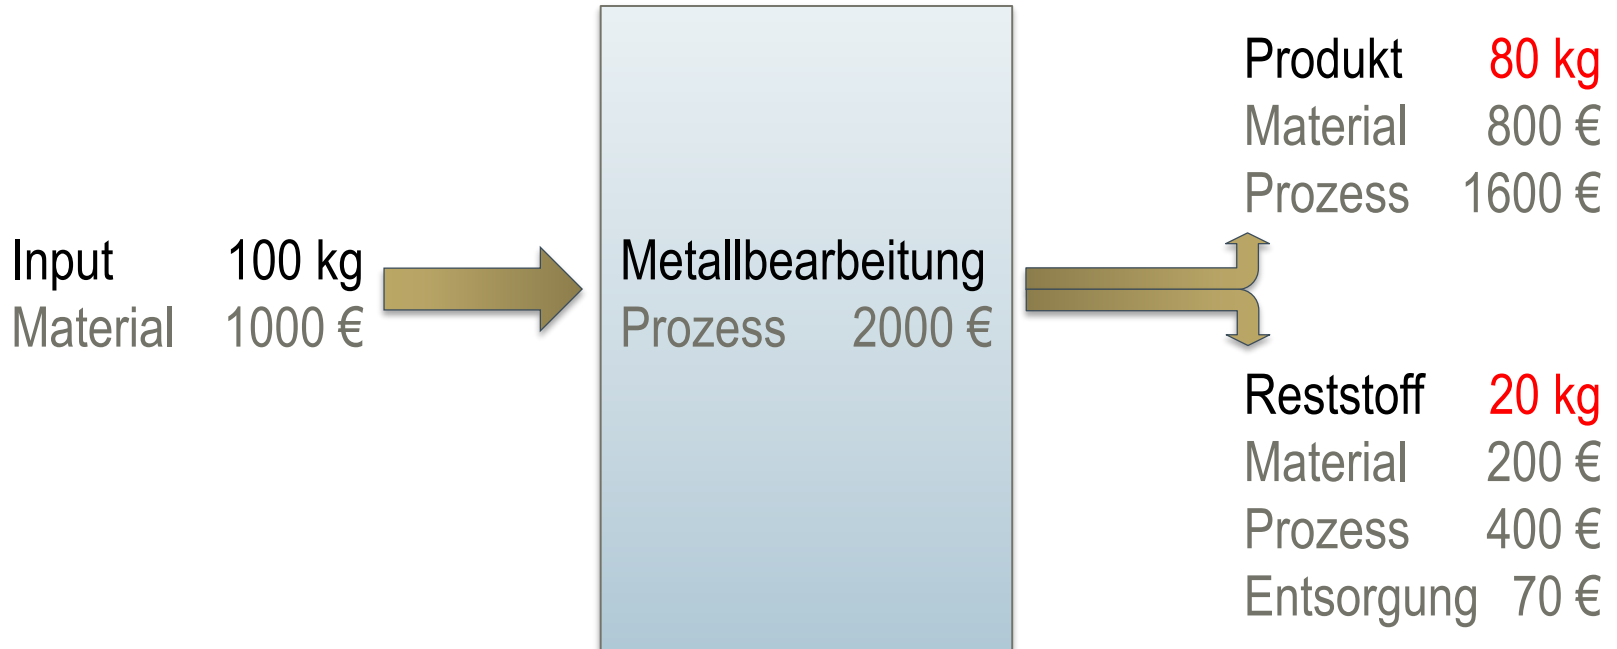 Input 100 kg
Material 1000 €
Metallbearbeitung
Prozess 2000 €
Produkt 80 kg
Material 800 €
Prozess 1600 €
Reststoff 20 kg
Material 200 €
Prozess 400 €
Entsorgung 70 €